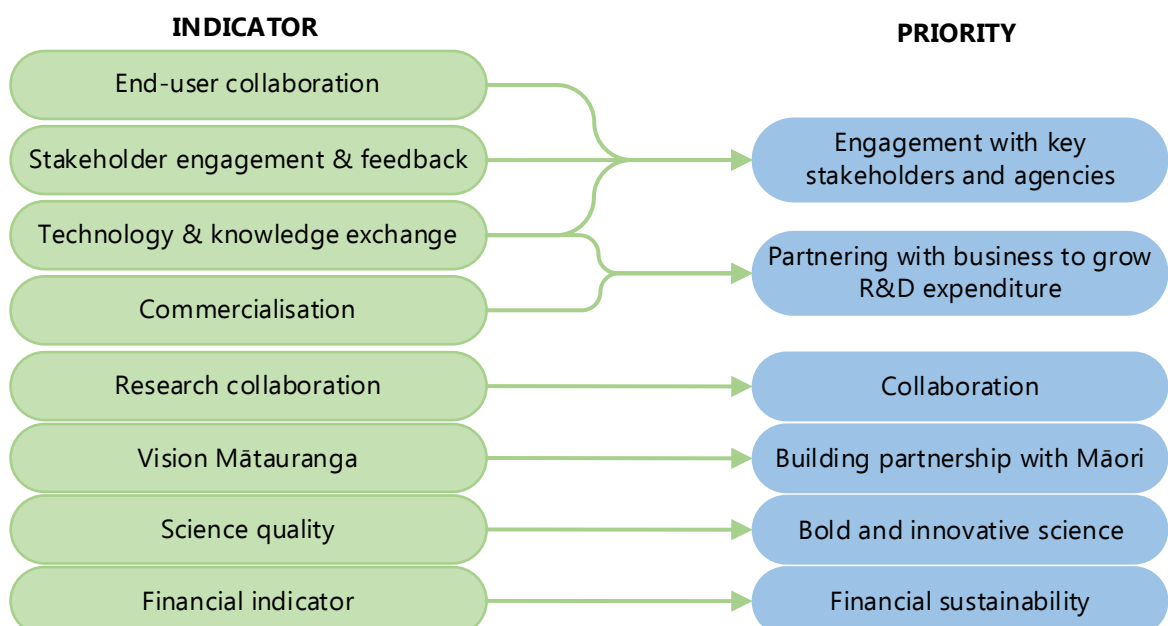 INDICATOR
PRIORITY
End-user collaboration
Stakeholder engagement & feedback
Engagement with key
stakeholders and agencies
Technology & knowledge exchange
Partnering with business to grow
R&D expenditure
Commercialisation
Research collaboration
Collaboration
Vision Mātauranga
Building partnership with Māori
Science quality
Bold and innovative science
Financial indicator
Financial sustainability